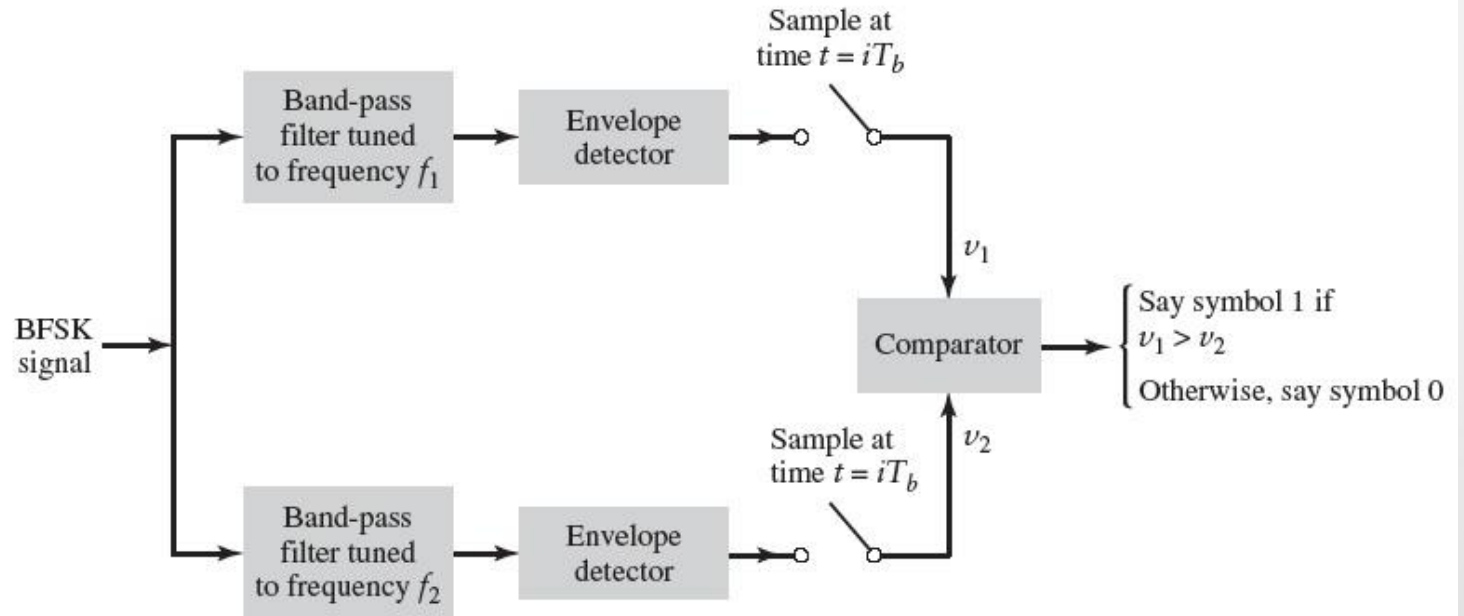 Sample at
time t = iT_b
Band-pass
filter tuned
to frequency f_1
Envelope
detector
v_1
BFSK
signal
Comparator
Say symbol 1 if
v_1 > v_2
Otherwise, say symbol 0
Sample at
time t = iT_b
v_2
Band-pass
filter tuned
to frequency f_2
Envelope
detector